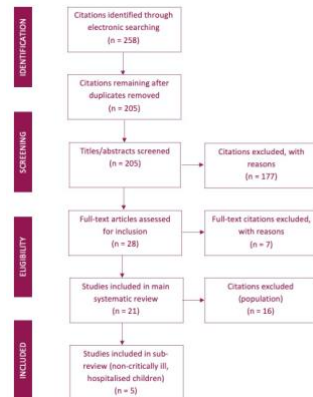 IDENTIFICATION
Citations identified through
electronic searching
(n = 258)
Citations remaining after
duplicates removed
(n = 205)
SCREENING
Titles/abstracts screened
(n = 205)
Citations excluded, with
reasons
(n = 177)
ELIGIBILITY
Full-text articles assessed
for inclusion
(n = 28)
Full-text citations excluded,
with reasons
(n = 7)
Studies included in main
systematic review
(n = 21)
Citations excluded
(population)
(n = 16)
INCLUDED
Studies included in sub-
review (non-critically ill,
hospitalised children)
(n = 5)